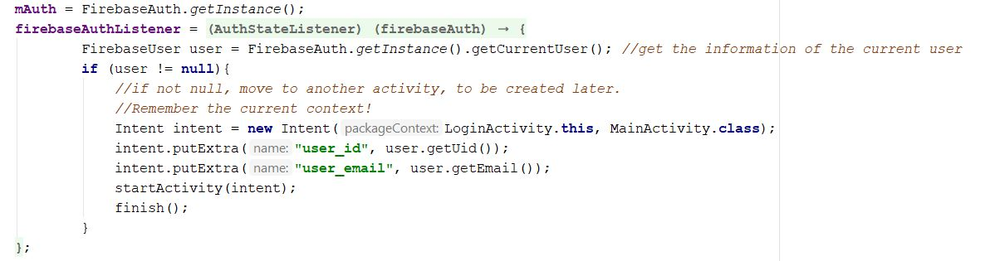 mAuth = FirebaseAuth.getInstance();
firebaseAuthListener = (AuthStateListener) (firebaseAuth) → {
FirebaseUser user = FirebaseAuth.getInstance().getCurrentUser(); //get the information of the current user
if (user != null){
//if not null, move to another activity, to be created later.
//Remember the current context!
Intent intent = new Intent( packageContext: LoginActivity.this, MainActivity.class);
intent.putExtra( name: "user_id", user.getUid());
intent.putExtra( name: "user_email", user.getEmail());
startActivity(intent);
finish();
}
};